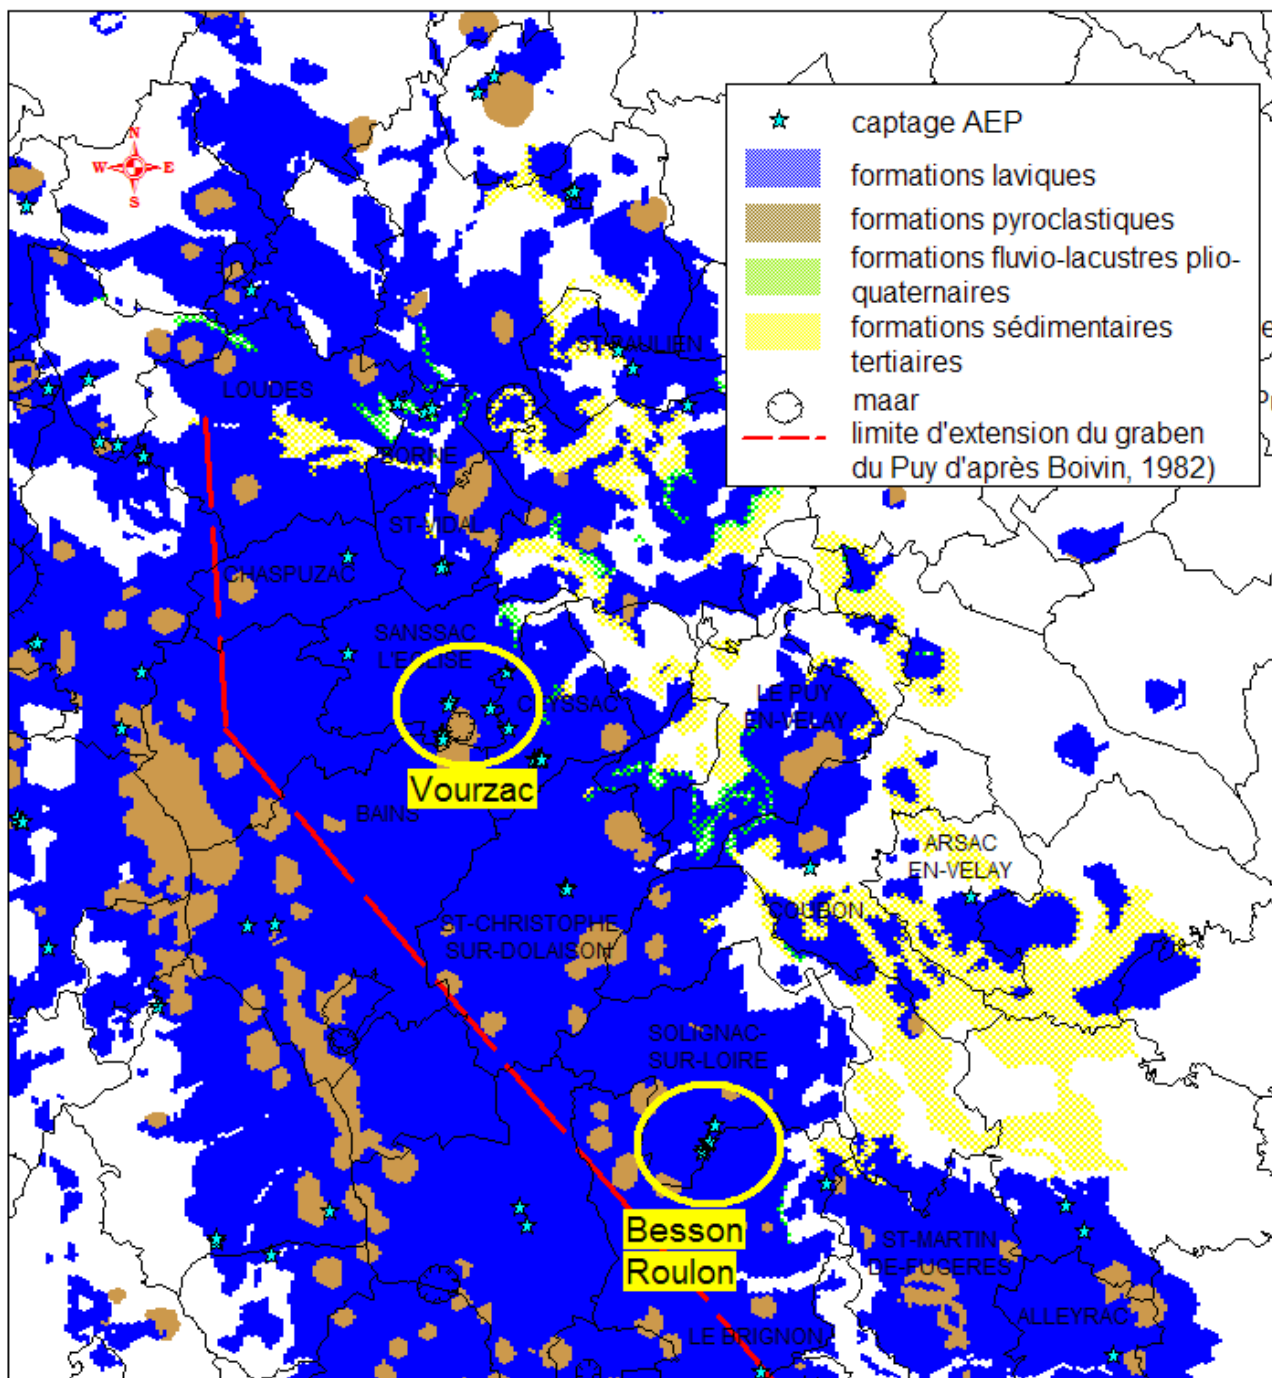 N
W E
S
captage AEP
formations laviques
formations pyroclastiques
formations fluvio-lacustres plio-
quaternaires
formations sédimentaires
tertiaires
maar
limite d'extension du graben
du Puy d'après Boivin, 1982)
e
P
ST-PAULIEN
LOUDES
BORNE
ST-VIDAL
CHASPUZAC
SANSSAC
L'EGLISE
CEYSSAC
LE PUY
EN-VELAY
Vourzac
BAINS
ARSAC
EN-VELAY
COUBON
ST-CHRISTOPHE
SUR-DOLAISON
SOLIGNAC-
SUR-LOIRE
Besson
Roulon
ST-MARTIN
DE-FUGERES
ALLEYRAC
LE BRIGNON